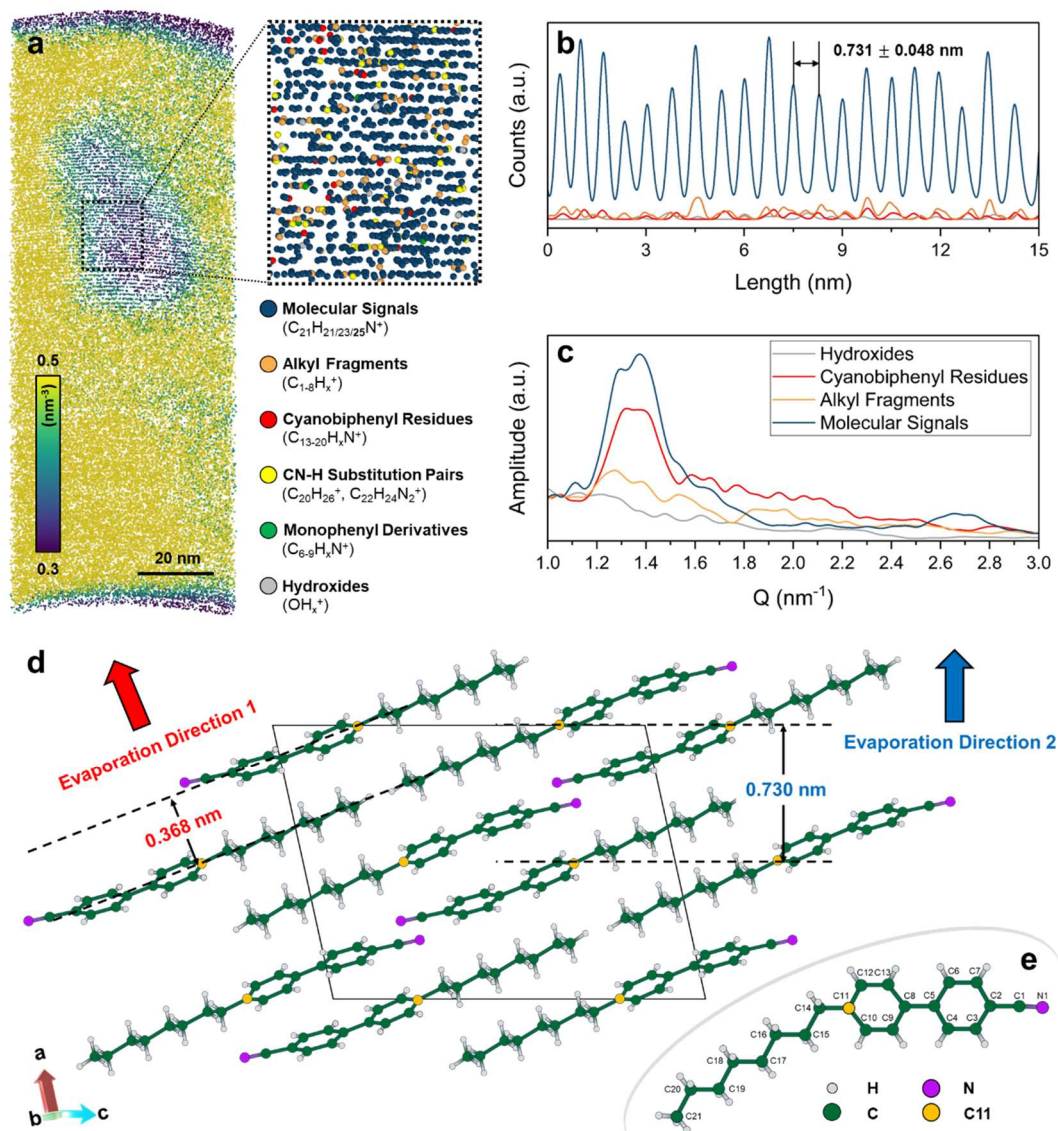 a
0.5
(nm⁻³)
0.3
20 nm
Molecular Signals
(C₂₁H₂₁/₂₃/₂₅N⁺)
Alkyl Fragments
(C₁₋₈Hₓ⁺)
Cyanobiphenyl Residues
(C₁₃₋₂₀HₓN⁺)
CN-H Substitution Pairs
(C₂₀H₂₆⁺, C₂₂H₂₄N₂⁺)
Monophenyl Derivatives
(C₆₋₉HₓN⁺)
Hydroxides
(OHₓ⁺)
b
0.731 ± 0.048 nm
Counts (a.u.)
0 3 6 9 12 15
Length (nm)
c
Hydroxides
Cyanobiphenyl Residues
Alkyl Fragments
Molecular Signals
Amplitude (a.u.)
1.0 1.2 1.4 1.6 1.8 2.0 2.2 2.4 2.6 2.8 3.0
Q (nm⁻¹)
d
Evaporation Direction 1
0.368 nm
Evaporation Direction 2
0.730 nm
a
b
c
e
C12 C13
C6 C7
C14
C11
C8
C5
C2
C1
N1
C10 C9
C4 C3
C16
C15
C18
C17
C20
C19
C21
H
N
C
C11